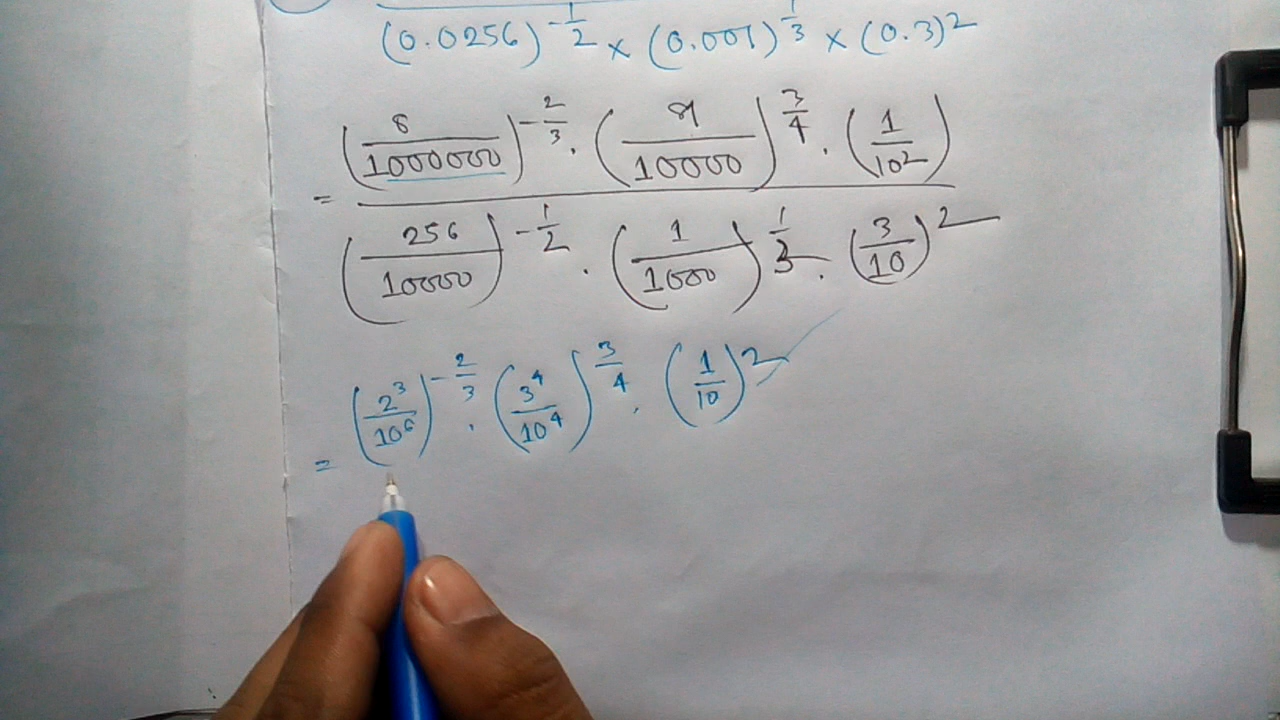 (0.0256)^{-1/2} × (0.001)^{1/3} × (0.3)^2
= (8/1000000)^{-2/3} . (81/10000)^{3/4} . (1/10^2)
(256/10000)^{-1/2} . (1/1000)^{1/3} . (3/10)^2
= (2^3/10^6)^{-2/3} . (3^4/10^4)^{3/4} . (1/10)^2